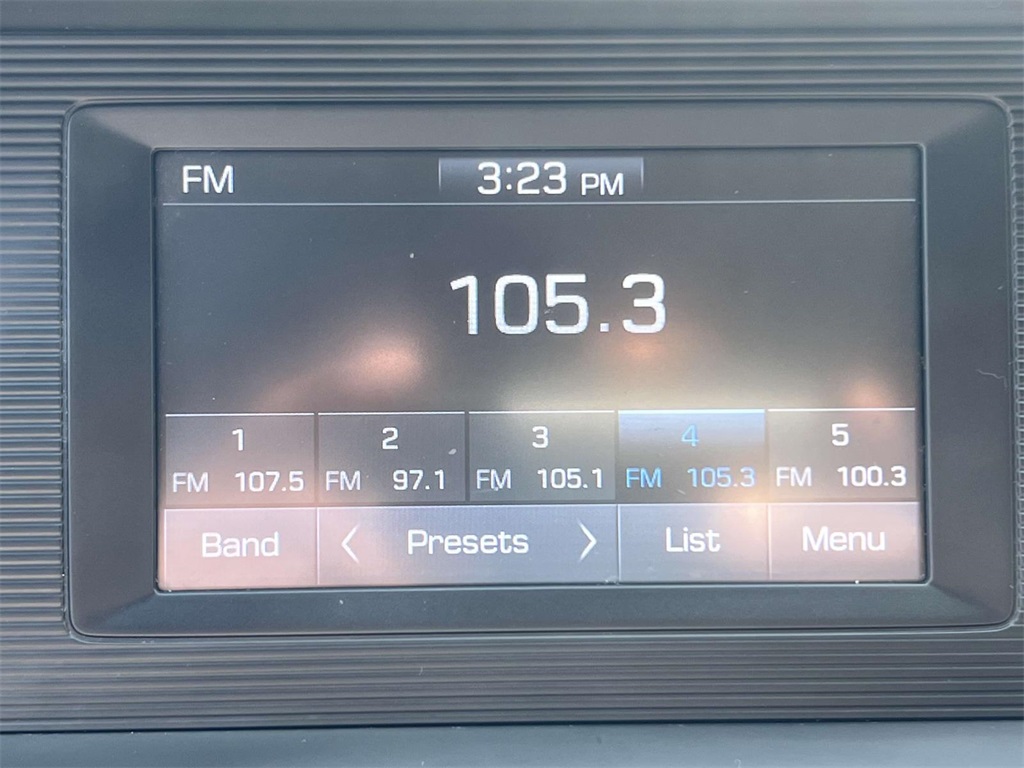 FM 3:23 PM
105.3
1 2 3 4 5
FM 107.5 FM 97.1 FM 105.1 FM 105.3 FM 100.3
Band < Presets > List Menu